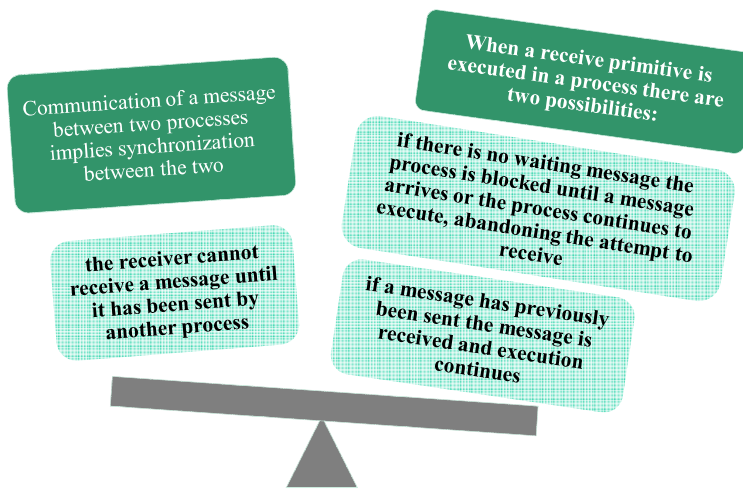 Communication of a message
between two processes
implies synchronization
between the two
the receiver cannot
receive a message until
it has been sent by
another process
When a receive primitive is
executed in a process there are
two possibilities:
if there is no waiting message the
process is blocked until a message
arrives or the process continues to
execute, abandoning the attempt to
receive
if a message has previously
been sent the message is
received and execution
continues